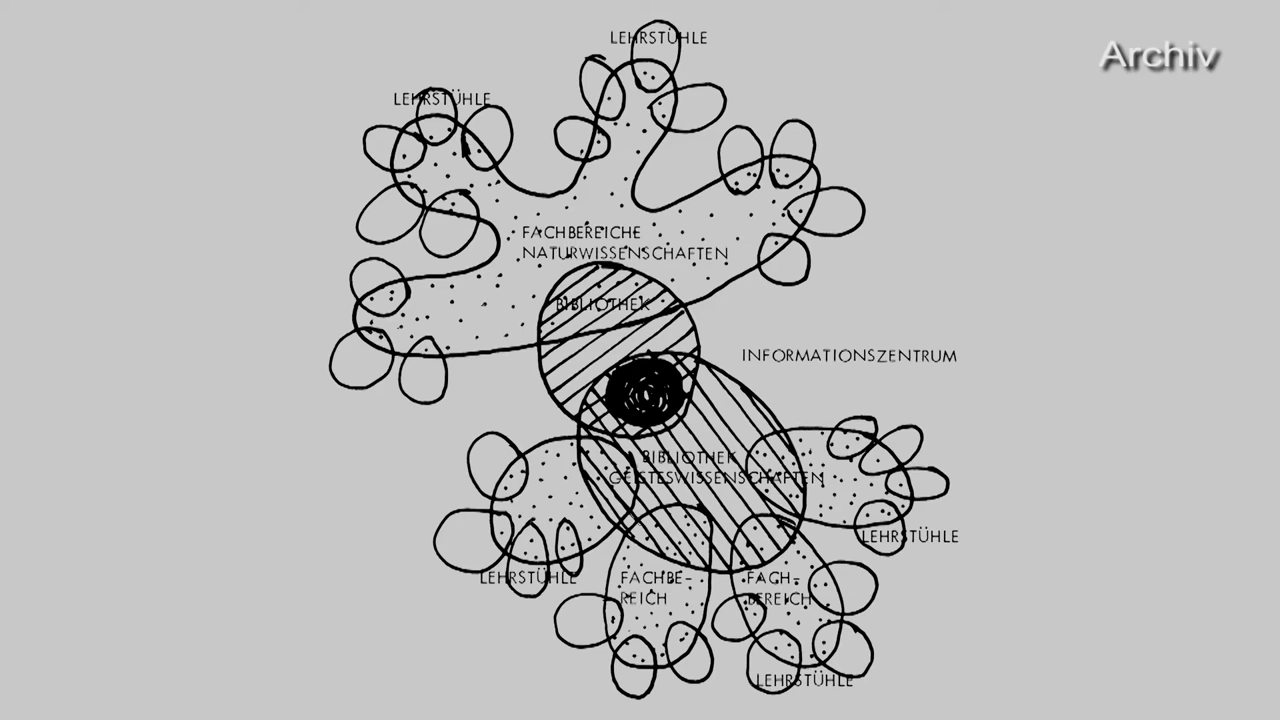 Archiv
LEHRSTÜHLE
LEHRSTÜHLE
FACHBEREICHE
NATURWISSENSCHAFTEN
BIBLIOTHEK
INFORMATIONSZENTRUM
BIBLIOTHEK
GEISTESWISSENSCHAFTEN
LEHRSTÜHLE
LEHRSTÜHLE
FACHBE-
REICH
FACH-
BEREICH
LEHRSTÜHLE